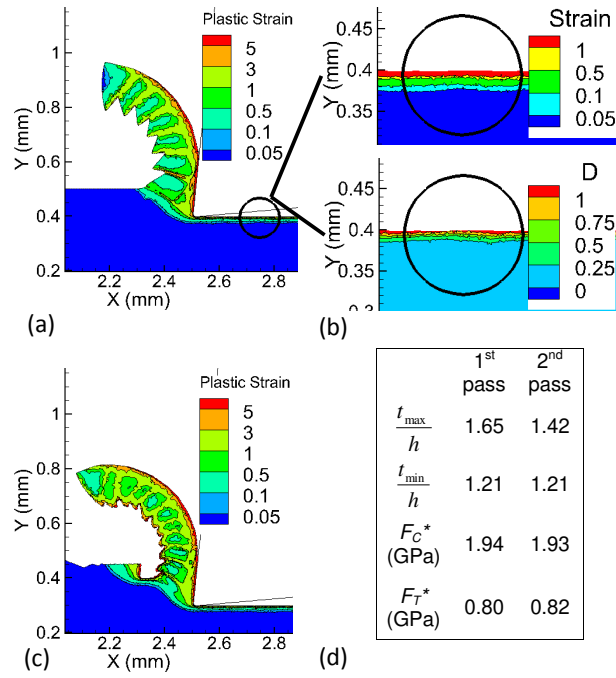 Plastic Strain
5
3
1
0.5
0.1
0.05
1
0.8
0.6
0.4
0.2
Y (mm)
2.2 2.4 2.6 2.8
X (mm)
(a)
Strain
1
0.5
0.1
0.05
0.45
0.4
0.35
Y (mm)
D
1
0.75
0.5
0.25
0
0.45
0.4
0.35
0.3
Y (mm)
(b)
Plastic Strain
5
3
1
0.5
0.1
0.05
1
0.8
0.6
0.4
0.2
Y (mm)
2.2 2.4 2.6 2.8
X (mm)
(c)
1st pass 2nd pass
tmax/h 1.65 1.42
tmin/h 1.21 1.21
FC* (GPa) 1.94 1.93
FT* (GPa) 0.80 0.82
(d)